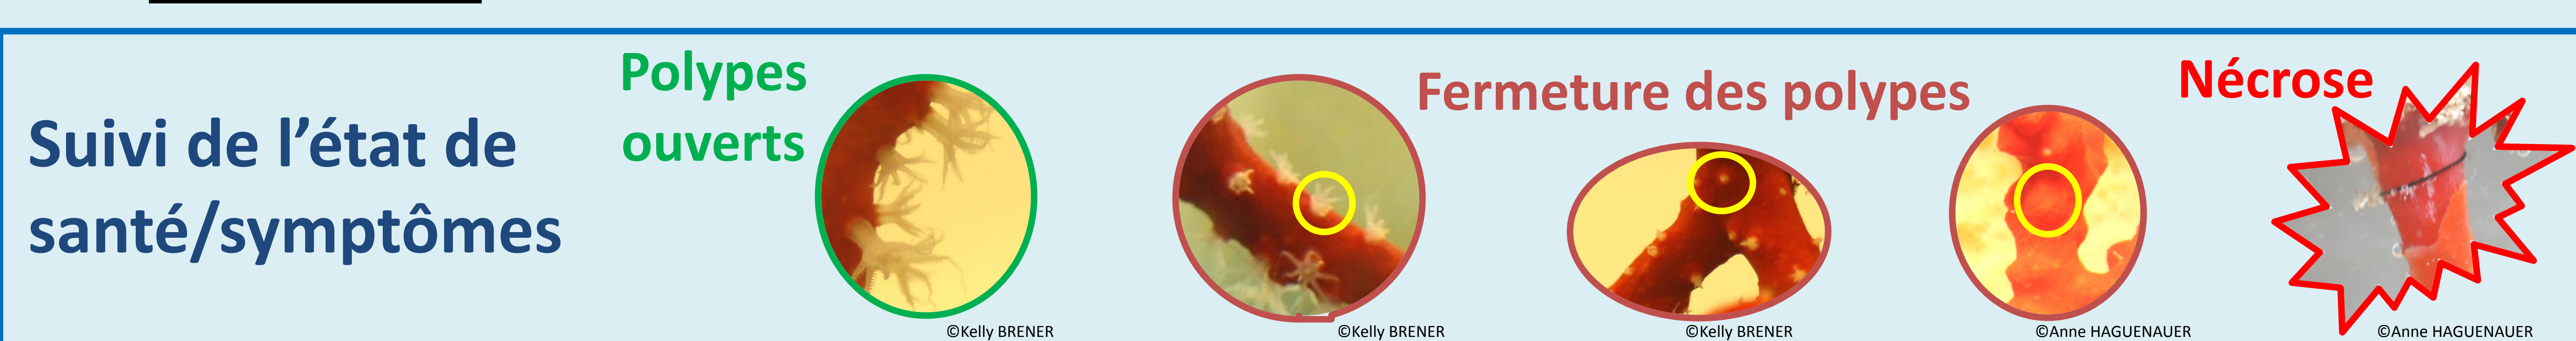 Suivi de l’état de
santé/symptômes
Polypes
ouverts
Fermeture des polypes
Nécrose
©Kelly BRENER
©Kelly BRENER
©Kelly BRENER
©Anne HAGUENAUER
©Anne HAGUENAUER